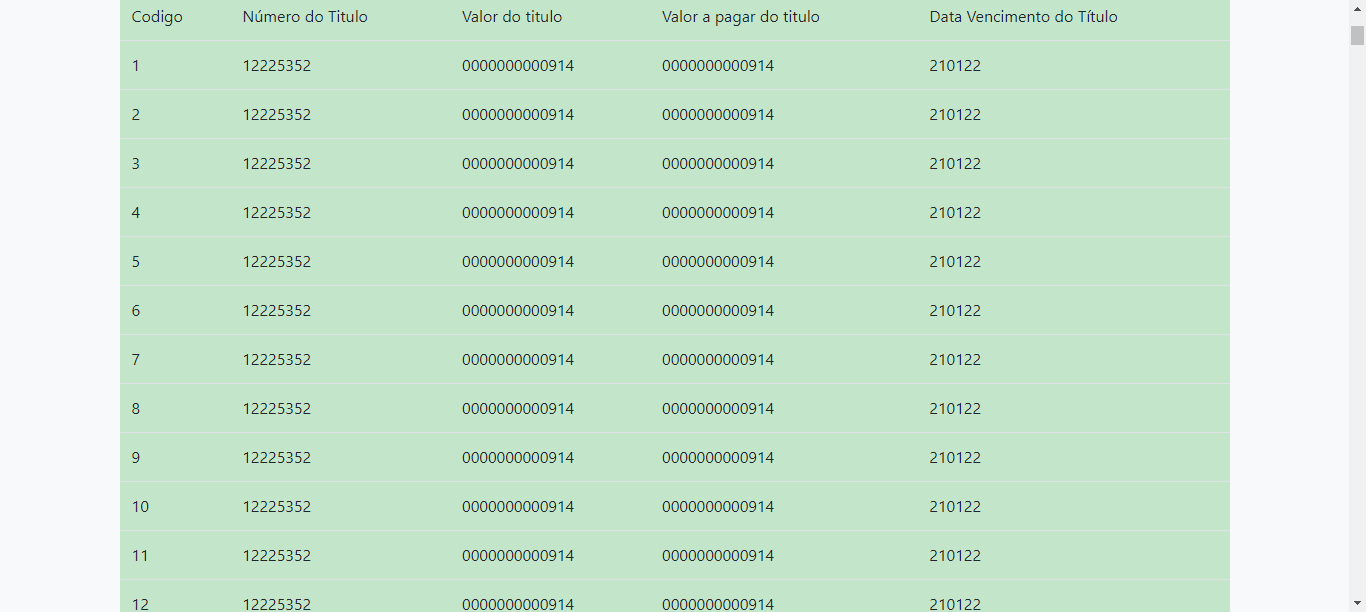 Codigo Número do Titulo Valor do titulo Valor a pagar do titulo Data Vencimento do Título
1 12225352 0000000000914 0000000000914 210122
2 12225352 0000000000914 0000000000914 210122
3 12225352 0000000000914 0000000000914 210122
4 12225352 0000000000914 0000000000914 210122
5 12225352 0000000000914 0000000000914 210122
6 12225352 0000000000914 0000000000914 210122
7 12225352 0000000000914 0000000000914 210122
8 12225352 0000000000914 0000000000914 210122
9 12225352 0000000000914 0000000000914 210122
10 12225352 0000000000914 0000000000914 210122
11 12225352 0000000000914 0000000000914 210122
12 12225352 0000000000914 0000000000914 210122